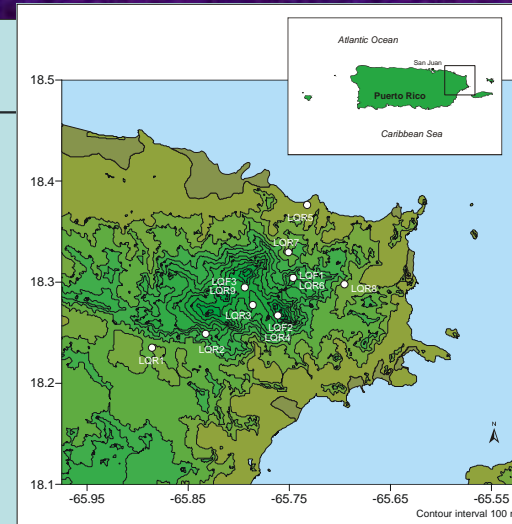 Atlantic Ocean
San Juan
Puerto Rico
Caribbean Sea
18.5
18.4
18.3
18.2
18.1
LQR5
LQR7
LQF3
LQR9
LQF1
LQR6
LQR8
LQR3
LQF2
LQR4
LQR2
LQR1
N
-65.95
-65.85
-65.75
-65.65
-65.55
Contour interval 100 m